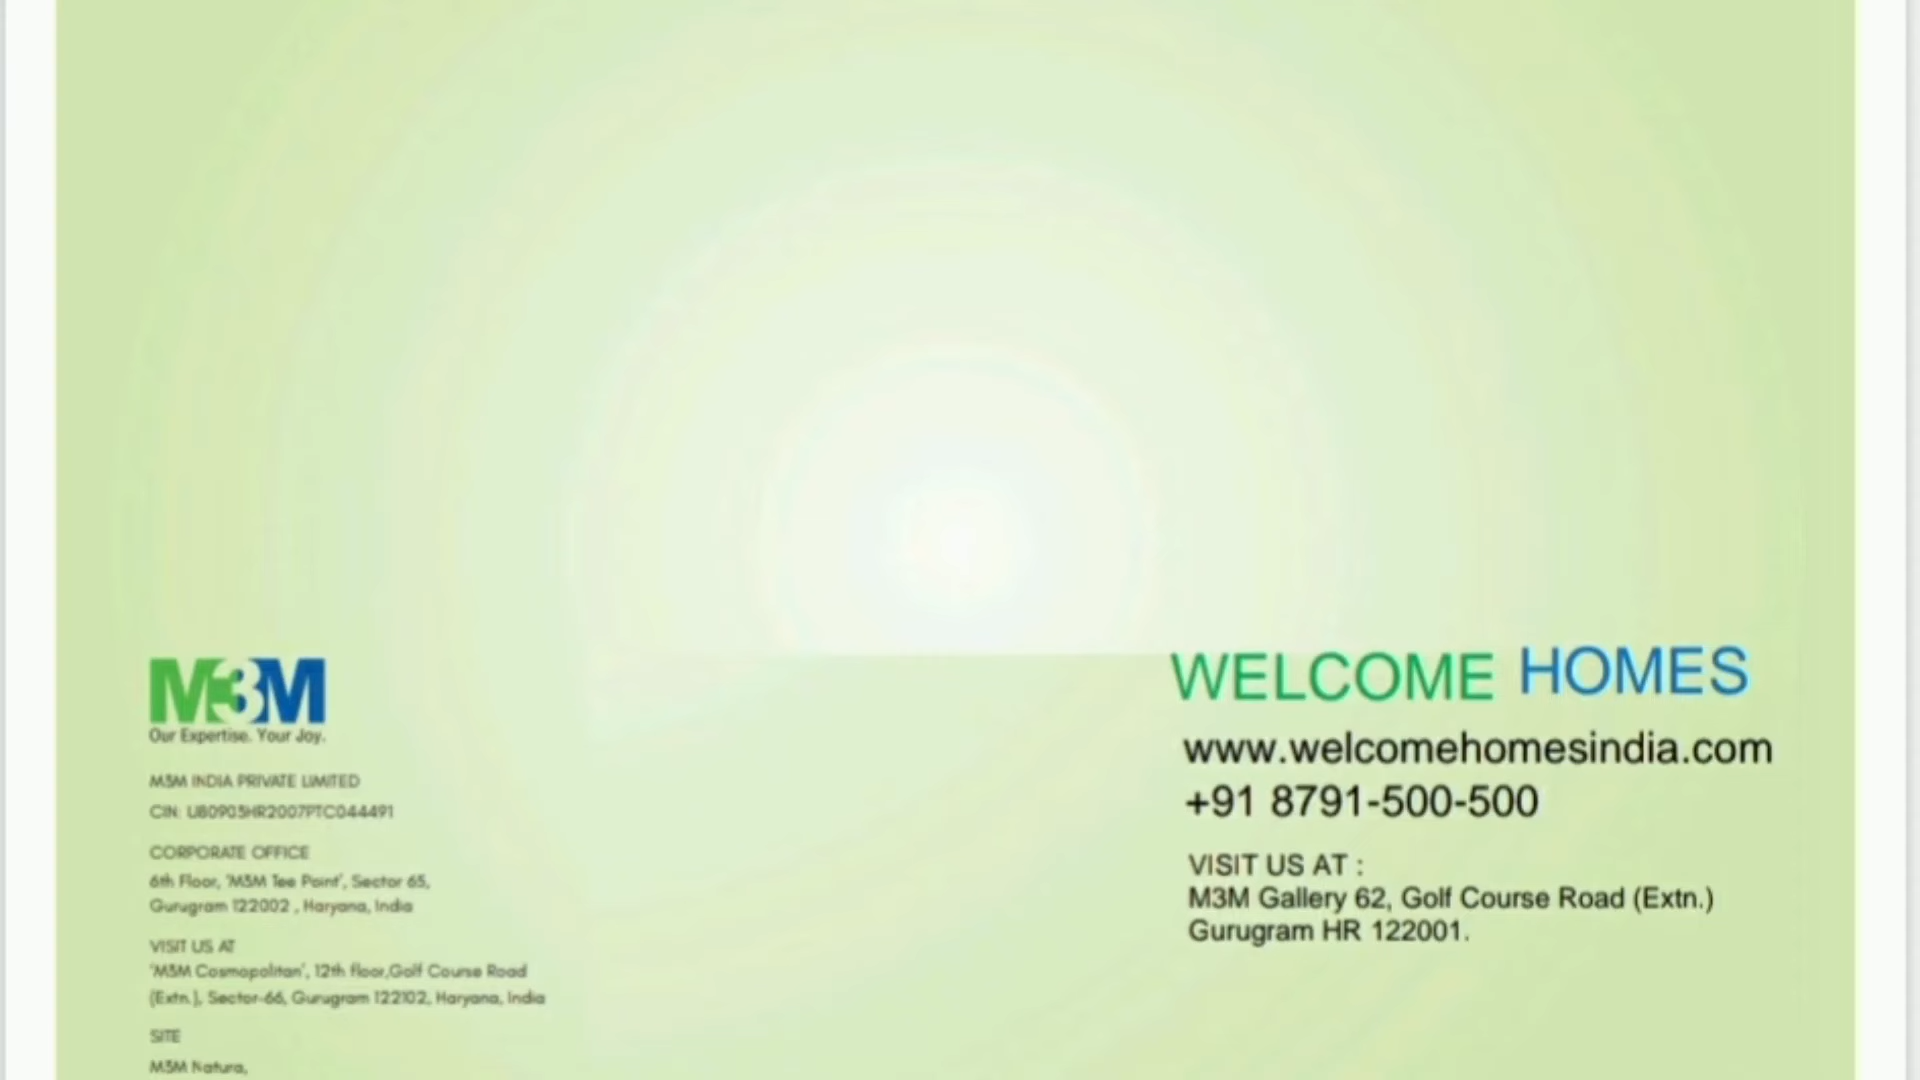 M3M
Our Expertise. Your Joy.
M3M INDIA PRIVATE LIMITED
CIN: U80903HR2007PTC044491
CORPORATE OFFICE
6th Floor, 'M3M Tee Point', Sector 65,
Gurugram 122002 , Haryana, India
VISIT US AT
'M3M Cosmopolitan', 12th floor,Golf Course Road
(Extn.), Sector-66, Gurugram 122102, Haryana, India
SITE
M3M Natura,
WELCOME HOMES
www.welcomehomesindia.com
+91 8791-500-500
VISIT US AT :
M3M Gallery 62, Golf Course Road (Extn.)
Gurugram HR 122001.